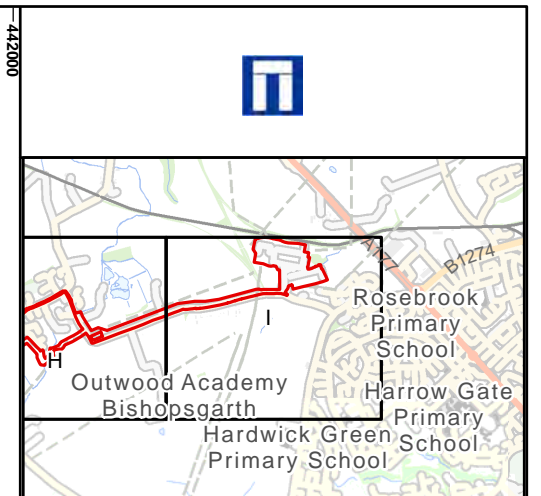 442000
A177
B1274
Rosebrook
Primary
School
I
H
Outwood Academy
Bishopsgarth
Harrow Gate
Primary
School
Hardwick Green
Primary School